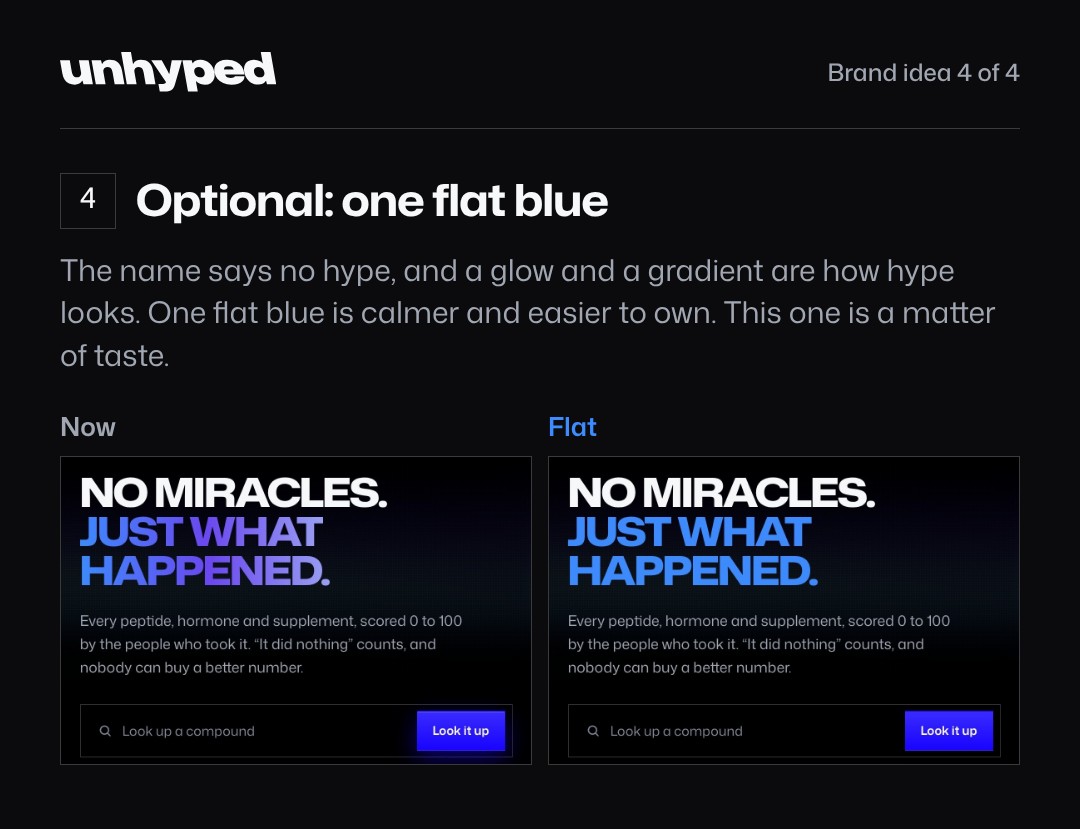 unhyped
Brand idea 4 of 4
4
Optional: one flat blue
The name says no hype, and a glow and a gradient are how hype
looks. One flat blue is calmer and easier to own. This one is a matter
of taste.
Now
NO MIRACLES.
JUST WHAT
HAPPENED.
Every peptide, hormone and supplement, scored 0 to 100
by the people who took it. “It did nothing” counts, and
nobody can buy a better number.
Look up a compound
Look it up
Flat
NO MIRACLES.
JUST WHAT
HAPPENED.
Every peptide, hormone and supplement, scored 0 to 100
by the people who took it. “It did nothing” counts, and
nobody can buy a better number.
Look up a compound
Look it up